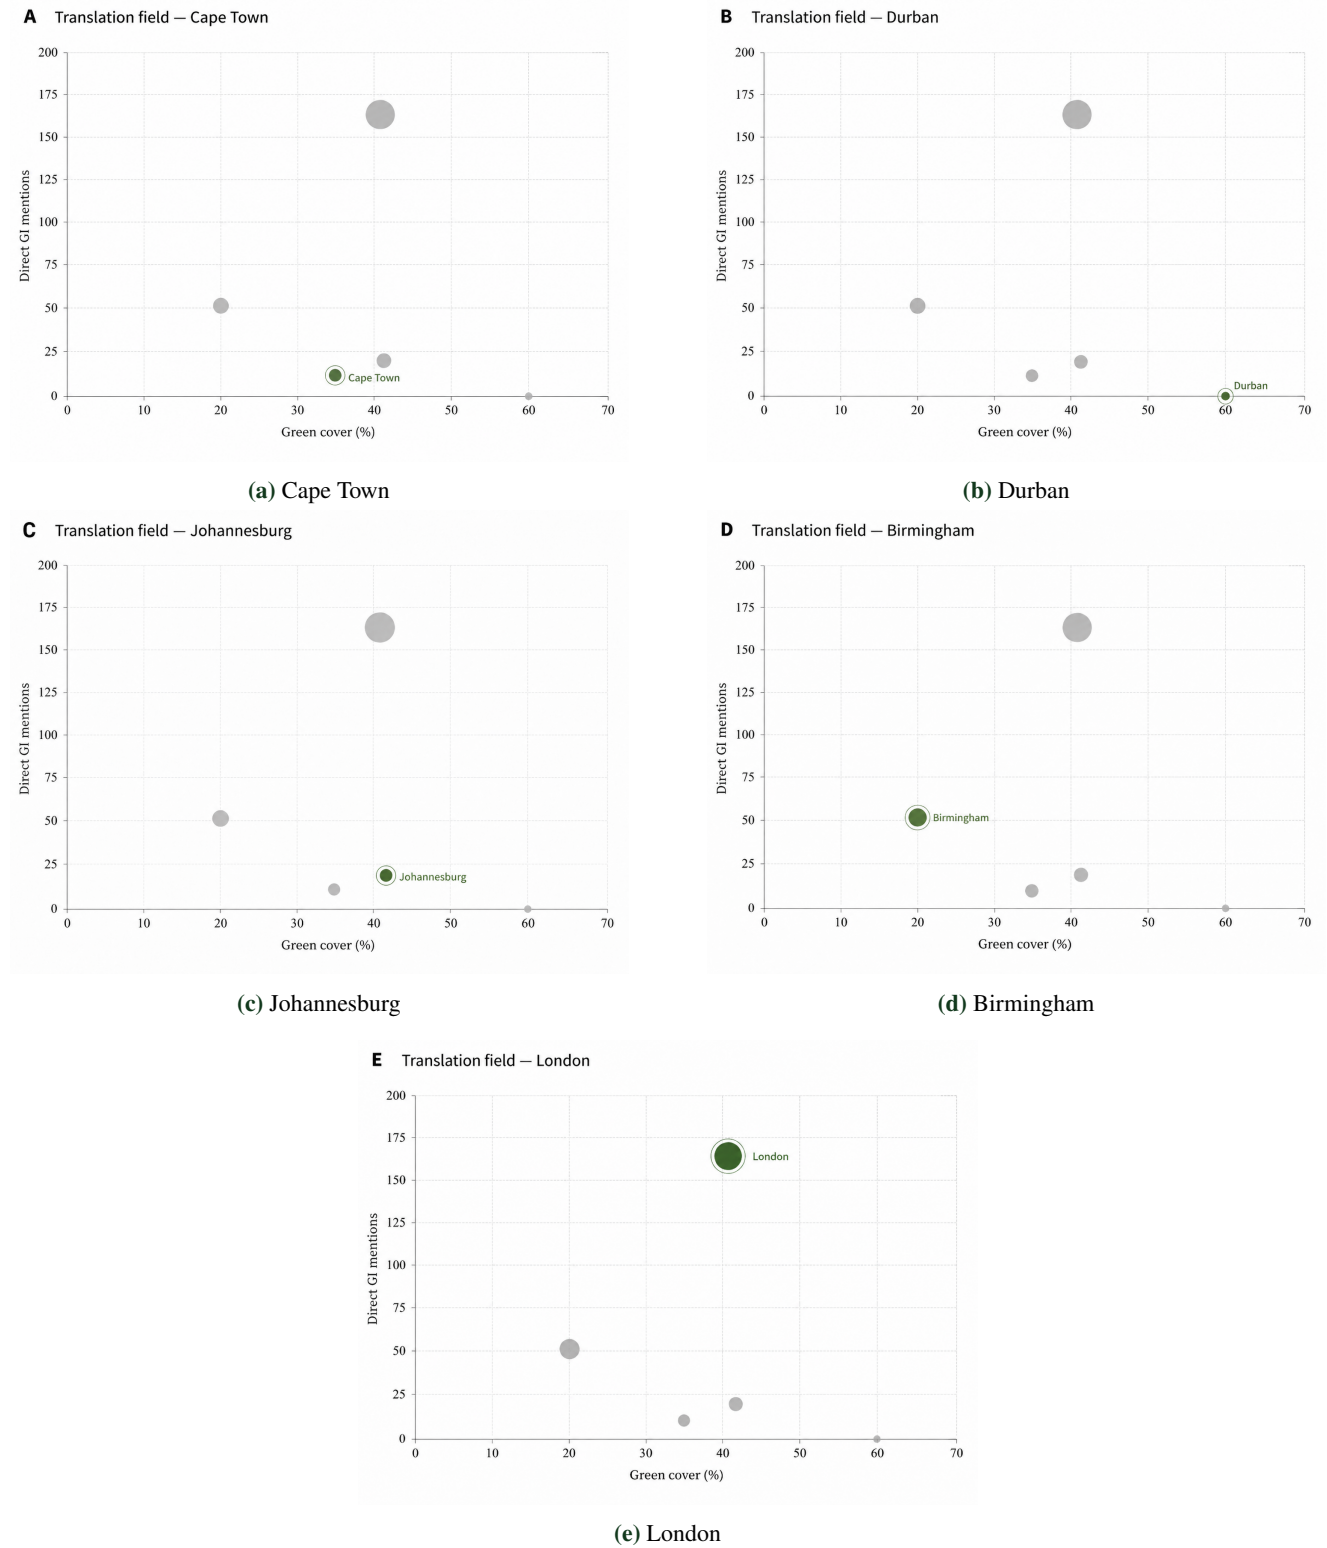 A Translation field — Cape Town
200
175
150
125
100
75
50
25
0
Direct GI mentions
Cape Town
0 10 20 30 40 50 60 70
Green cover (%)
(a) Cape Town
B Translation field — Durban
200
175
150
125
100
75
50
25
0
Direct GI mentions
Durban
0 10 20 30 40 50 60 70
Green cover (%)
(b) Durban
C Translation field — Johannesburg
200
175
150
125
100
75
50
25
0
Direct GI mentions
Johannesburg
0 10 20 30 40 50 60 70
Green cover (%)
(c) Johannesburg
D Translation field — Birmingham
200
175
150
125
100
75
50
25
0
Direct GI mentions
Birmingham
0 10 20 30 40 50 60 70
Green cover (%)
(d) Birmingham
E Translation field — London
200
175
150
125
100
75
50
25
0
Direct GI mentions
London
0 10 20 30 40 50 60 70
Green cover (%)
(e) London